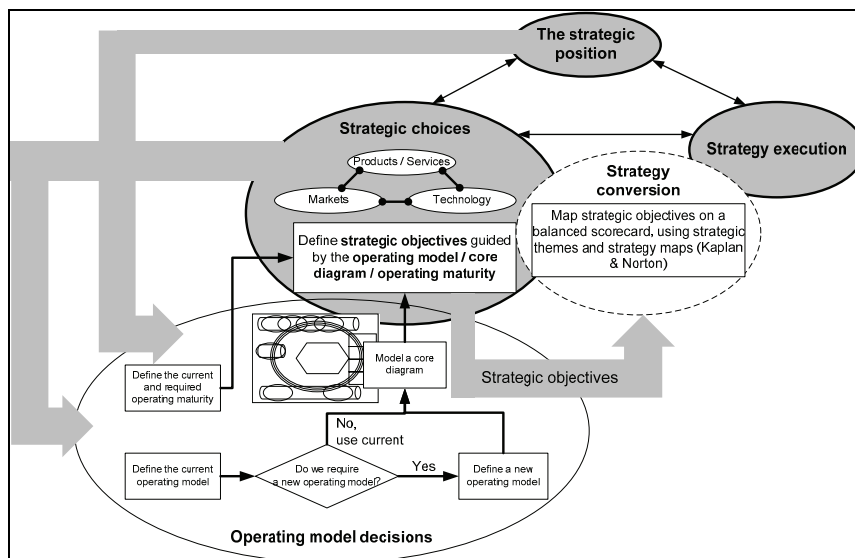 The strategic
position
Strategic choices
Products / Services
Markets
Technology
Strategy execution
Strategy
conversion
Map strategic objectives on
a balanced scorecard, using
strategic themes and
strategy maps (Kaplan
& Norton)
Define strategic objectives guided
by the operating model / core
diagram / operating maturity
Define the current
and required
operating maturity
Model a core
diagram
Strategic objectives
No,
use current
Define the current
operating model
Do we require
a new operating model?
Yes
Define a new
operating model
Operating model decisions